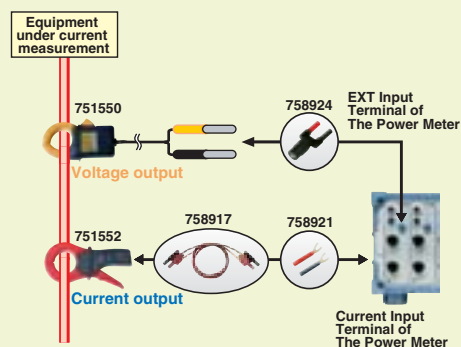 Equipment
under current
measurement
751550
758924
EXT Input
Terminal of
The Power Meter
Voltage output
751552
758917
758921
Current output
Current Input
Terminal of
The Power Meter